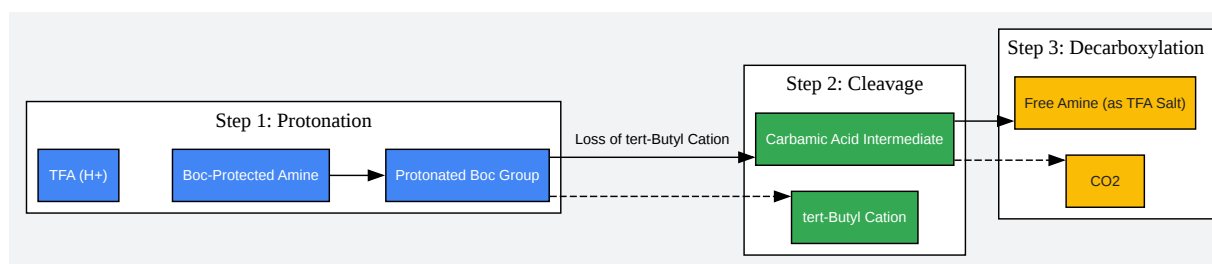 Step 1: Protonation
TFA (H+)
Boc-Protected Amine
Protonated Boc Group
Loss of tert-Butyl Cation
Step 2: Cleavage
Carbamic Acid Intermediate
tert-Butyl Cation
Step 3: Decarboxylation
Free Amine (as TFA Salt)
CO2